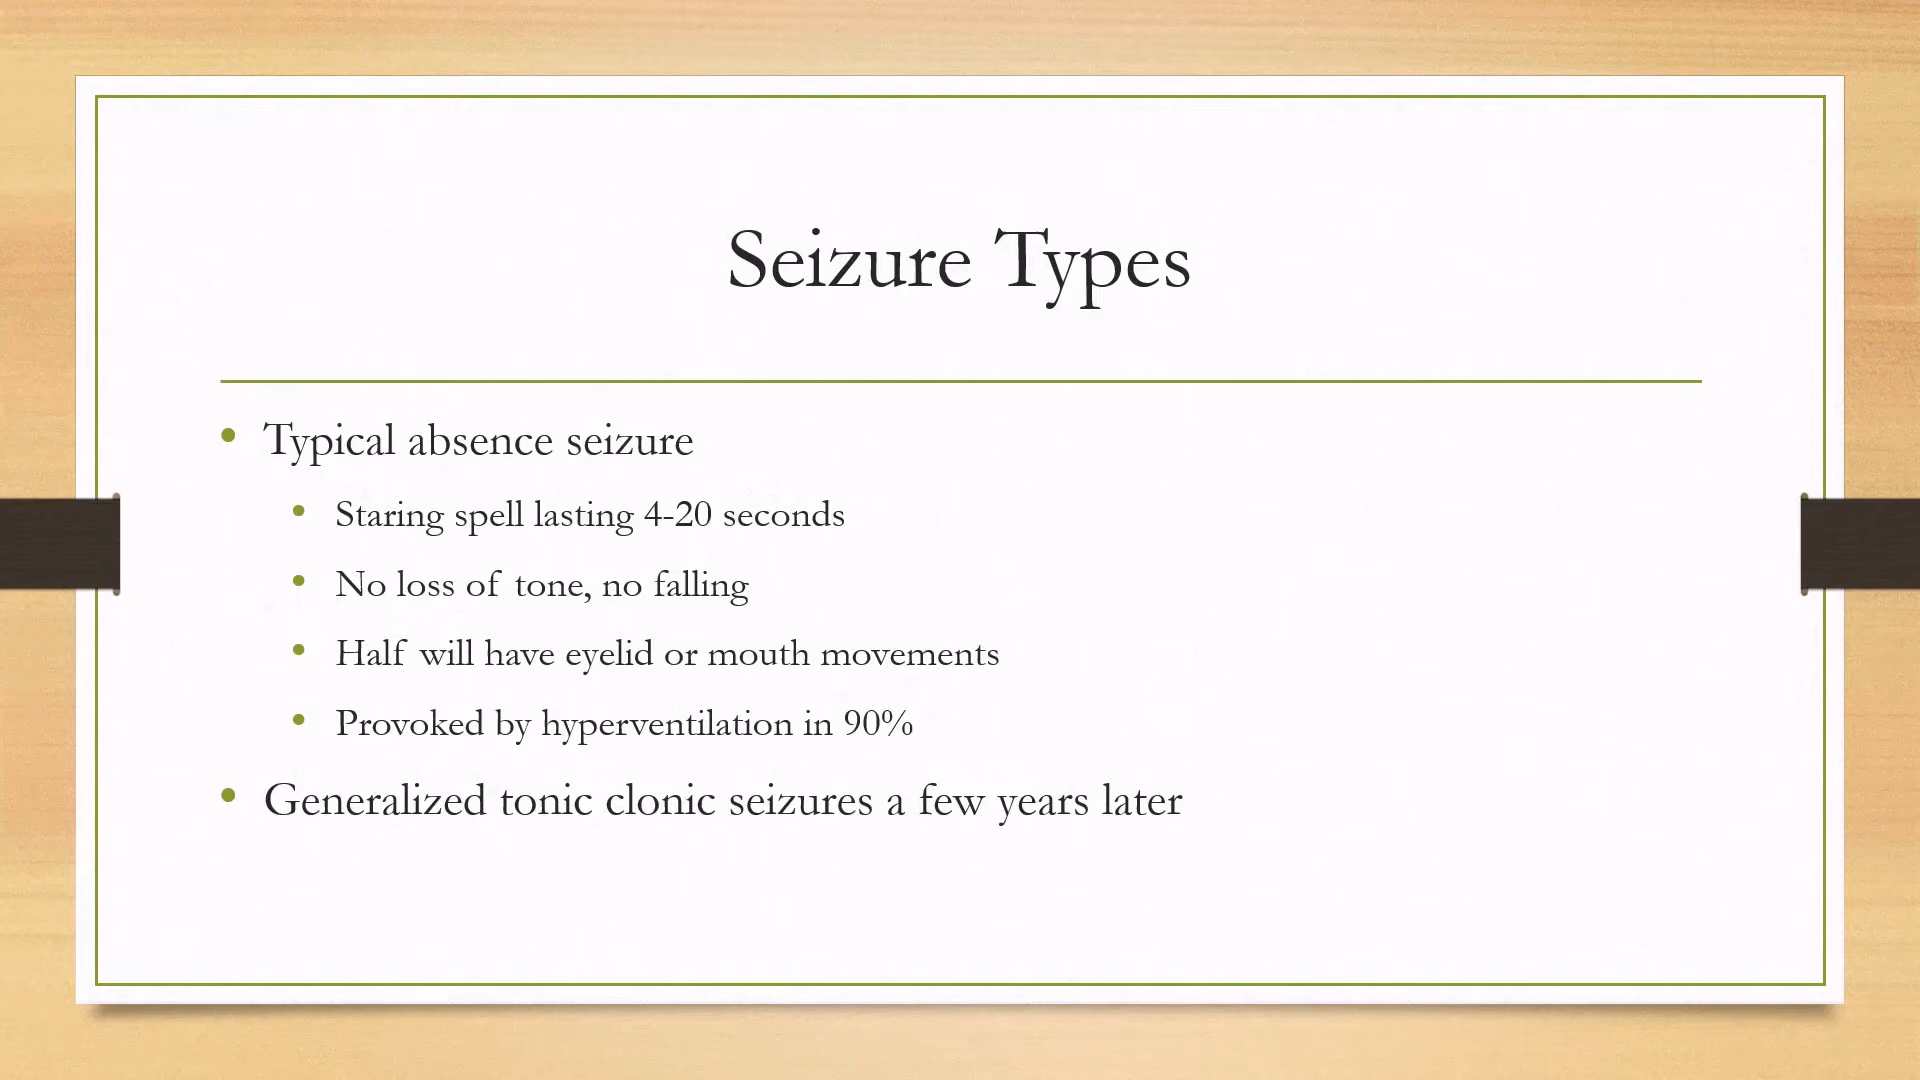 Seizure Types
• Typical absence seizure
• Staring spell lasting 4-20 seconds
• No loss of tone, no falling
• Half will have eyelid or mouth movements
• Provoked by hyperventilation in 90%
• Generalized tonic clonic seizures a few years later